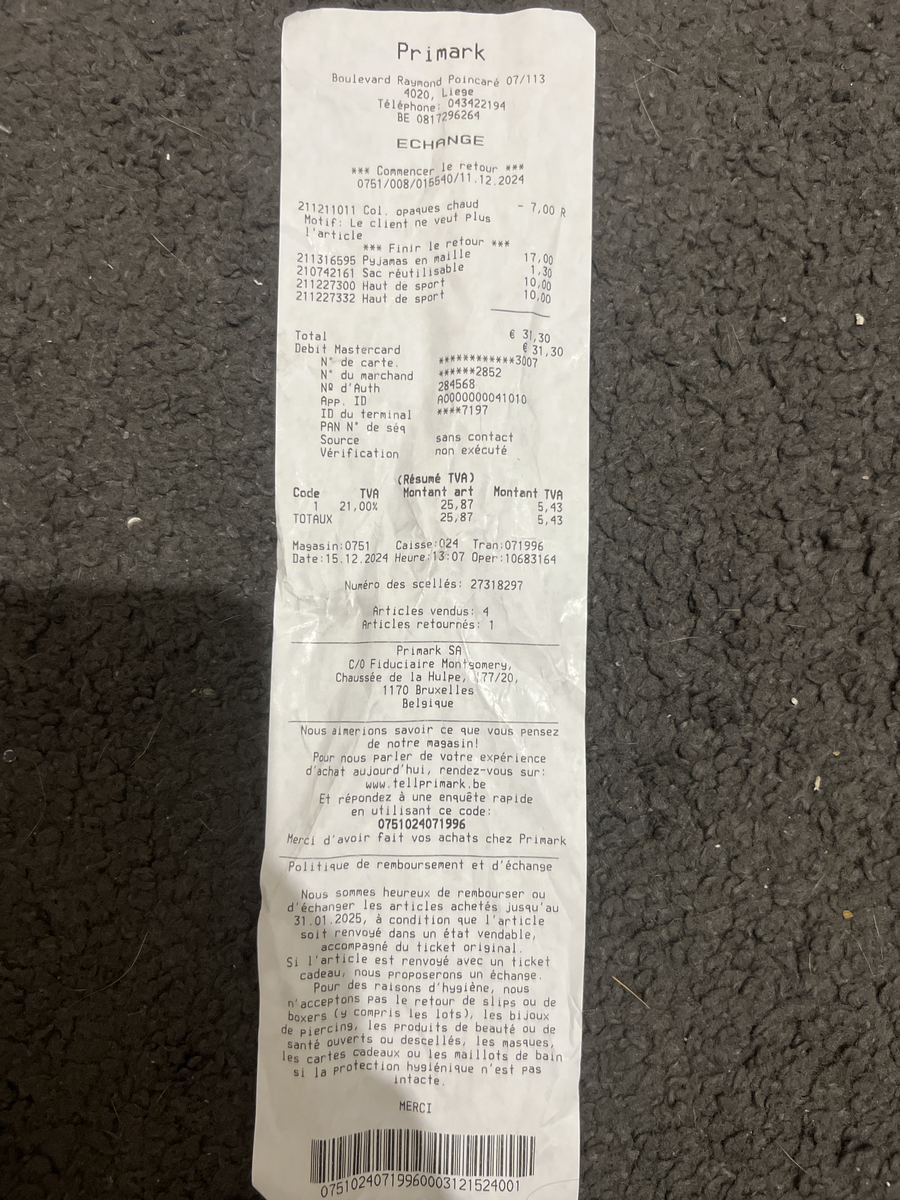 Primark
Boulevard Raymond Poincaré 07/113
4020, Liege
Téléphone: 043422194
BE 0817296264
ECHANGE
*** Commencer le retour ***
0751/008/015540/11.12.2024
211211011 Col. opaques chaud - 7,00 R
Motif: Le client ne veut plus
l'article
*** Finir le retour ***
211316595 Pyjamas en maille 17,00
210742161 Sac réutilisable 1,30
211227300 Haut de sport 10,00
211227332 Haut de sport 10,00
Total € 31,30
Debit Mastercard € 31,30
N° de carte. ************3007
N° du marchand ******2852
Nº d'Auth 284568
App. ID A0000000041010
ID du terminal ****7197
PAN N° de séq
Source sans contact
Vérification non exécuté
(Résumé TVA)
Code TVA Montant art Montant TVA
1 21,00% 25,87 5,43
TOTAUX 25,87 5,43
Magasin:0751 Caisse:024 Tran:071996
Date:15.12.2024 Heure:13:07 Oper:10683164
Numéro des scellés: 27318297
Articles vendus: 4
Articles retournés: 1
Primark SA
C/O Fiduciaire Montgomery,
Chaussée de la Hulpe, 177/20,
1170 Bruxelles
Belgique
Nous aimerions savoir ce que vous pensez
de notre magasin!
Pour nous parler de votre expérience
d'achat aujourd'hui, rendez-vous sur:
www.tellprimark.be
Et répondez à une enquête rapide
en utilisant ce code:
0751024071996
Merci d'avoir fait vos achats chez Primark
Politique de remboursement et d'échange
Nous sommes heureux de rembourser ou
d'échanger les articles achetés jusqu'au
31.01.2025, à condition que l'article
soit renvoyé dans un état vendable,
accompagné du ticket original.
Si l'article est renvoyé avec un ticket
cadeau, nous proposerons un échange.
Pour des raisons d'hygiène, nous
n'acceptons pas le retour de slips ou de
boxers (y compris les lots), les bijoux
de piercing, les produits de beauté ou de
santé ouverts ou descellés, les masques,
les cartes cadeaux ou les maillots de bain
si la protection hygiénique n'est pas
intacte.
MERCI
07510240719960003121524001